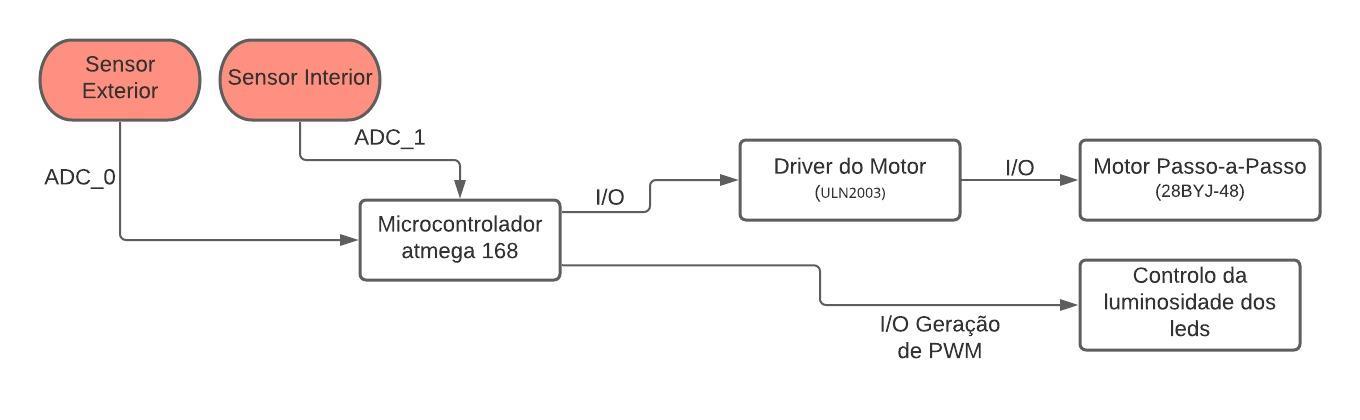 Sensor
Exterior
Sensor Interior
ADC_1
ADC_0
I/O
Driver do Motor
(ULN2003)
I/O
Motor Passo-a-Passo
(28BYJ-48)
Microcontrolador
atmega 168
I/O Geração
de PWM
Controlo da
luminosidade dos
leds